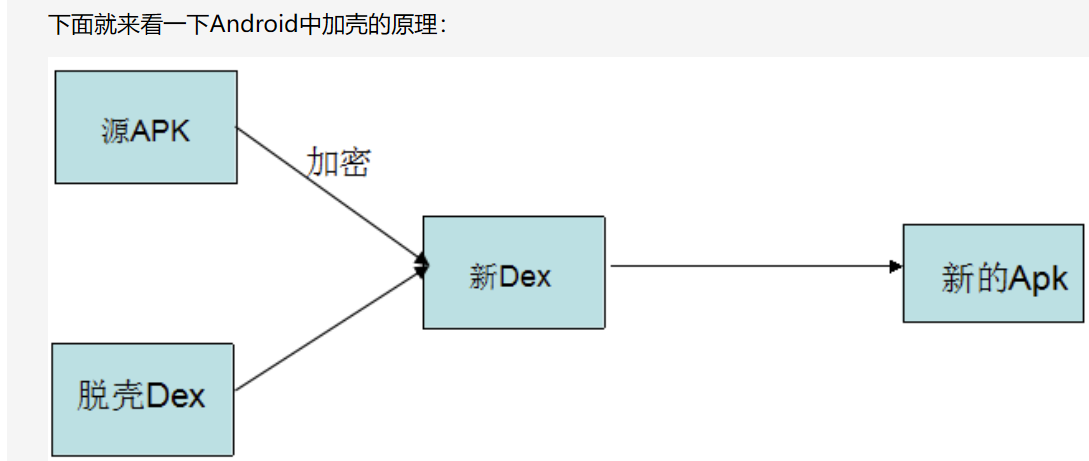 下面就来看一下Android中加壳的原理：
源APK
加密
新Dex
新的Apk
脱壳Dex